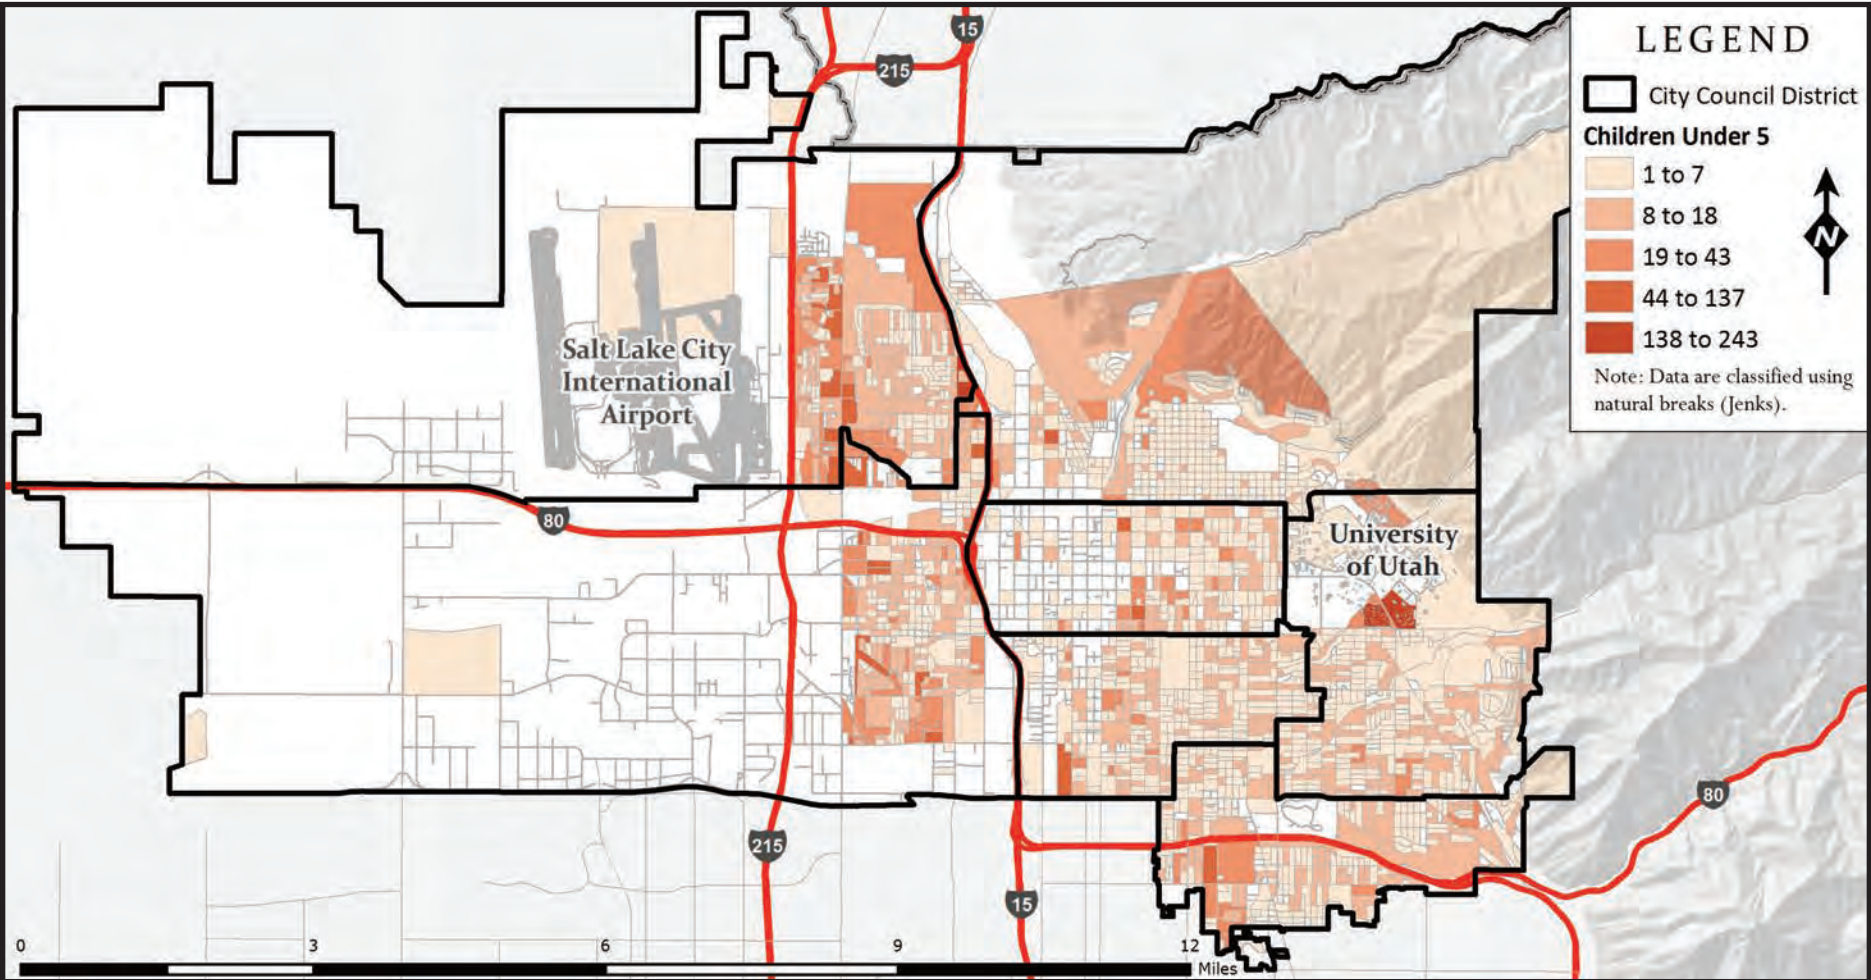 LEGEND
City Council District
Children Under 5
1 to 7
8 to 18
19 to 43
44 to 137
138 to 243
Note: Data are classified using
natural breaks (Jenks).
N
15
215
Salt Lake City
International
Airport
80
University
of Utah
80
215
15
0 3 6 9 12
Miles